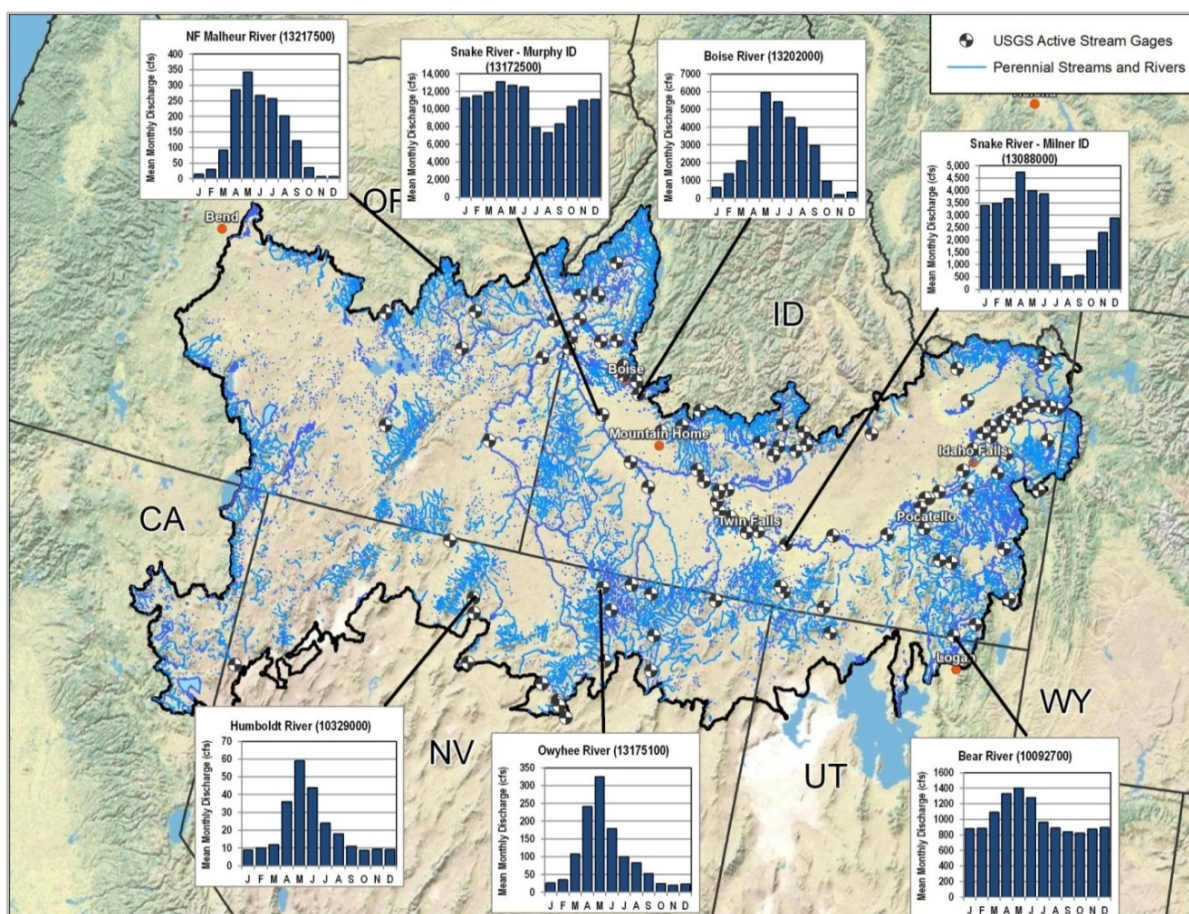 NF Malheur River (13217500)
Mean Monthly Discharge (cfs)
400
350
300
250
200
150
100
50
0
J F M A M J J A S O N D
Snake River - Murphy ID
(13172500)
Mean Monthly Discharge (cfs)
14,000
12,000
10,000
8,000
6,000
4,000
2,000
0
J F M A M J J A S O N D
Boise River (13202000)
Mean Monthly Discharge (cfs)
7000
6000
5000
4000
3000
2000
1000
0
J F M A M J J A S O N D
USGS Active Stream Gages
Perennial Streams and Rivers
Snake River - Milner ID
(13088000)
Mean Monthly Discharge (cfs)
5,000
4,500
4,000
3,500
3,000
2,500
2,000
1,500
1,000
500
0
J F M A M J J A S O N D
Bend
ID
Boise
Mountain Home
Idaho Falls
Twin Falls
Pocatello
CA
Logan
WY
NV
UT
Humboldt River (10329000)
Mean Monthly Discharge (cfs)
70
60
50
40
30
20
10
0
J F M A M J J A S O N D
Owyhee River (13175100)
Mean Monthly Discharge (cfs)
350
300
250
200
150
100
50
0
J F M A M J J A S O N D
Bear River (10092700)
Mean Monthly Discharge (cfs)
1600
1400
1200
1000
800
600
400
200
0
J F M A M J J A S O N D